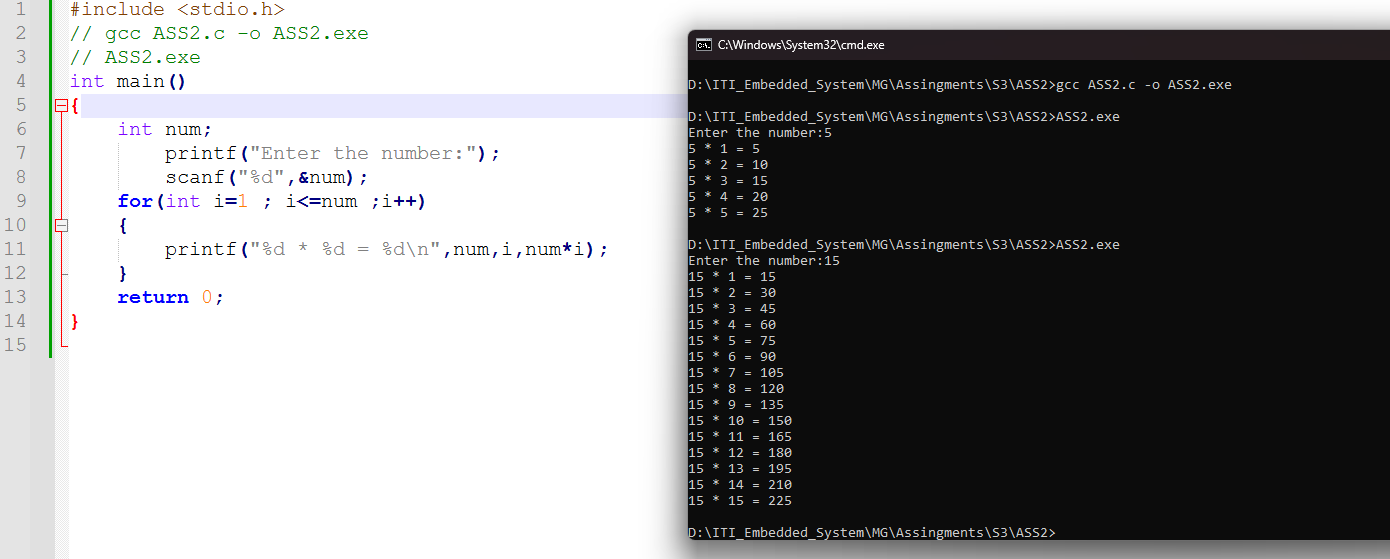 1 #include <stdio.h>
2 // gcc ASS2.c -o ASS2.exe
3 // ASS2.exe
4 int main()
5 {
6 int num;
7 printf("Enter the number:");
8 scanf("%d",&num);
9 for(int i=1 ; i<=num ;i++)
10 {
11 printf("%d * %d = %d\n",num,i,num*i);
12 }
13 return 0;
14 }
15
C:\Windows\System32\cmd.exe
D:\ITI_Embedded_System\MG\Assingments\S3\ASS2>gcc ASS2.c -o ASS2.exe
D:\ITI_Embedded_System\MG\Assingments\S3\ASS2>ASS2.exe
Enter the number:5
5 * 1 = 5
5 * 2 = 10
5 * 3 = 15
5 * 4 = 20
5 * 5 = 25
D:\ITI_Embedded_System\MG\Assingments\S3\ASS2>ASS2.exe
Enter the number:15
15 * 1 = 15
15 * 2 = 30
15 * 3 = 45
15 * 4 = 60
15 * 5 = 75
15 * 6 = 90
15 * 7 = 105
15 * 8 = 120
15 * 9 = 135
15 * 10 = 150
15 * 11 = 165
15 * 12 = 180
15 * 13 = 195
15 * 14 = 210
15 * 15 = 225
D:\ITI_Embedded_System\MG\Assingments\S3\ASS2>